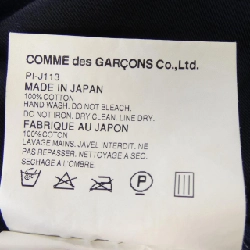 COMME des GARÇONS Co.,Ltd.
PI-J113
MADE IN JAPAN
100% COTTON
HAND WASH. DO NOT BLEACH.
DO NOT IRON. DRY CLEAN. LINE DRY.
FABRIQUE AU JAPON
100% COTTON
LAVAGE MAINS. JAVEL INTERDIT. NE
PAS REPASSER. NETTOYAGE A SEC.
SECHAGE A L'OMBRE
P